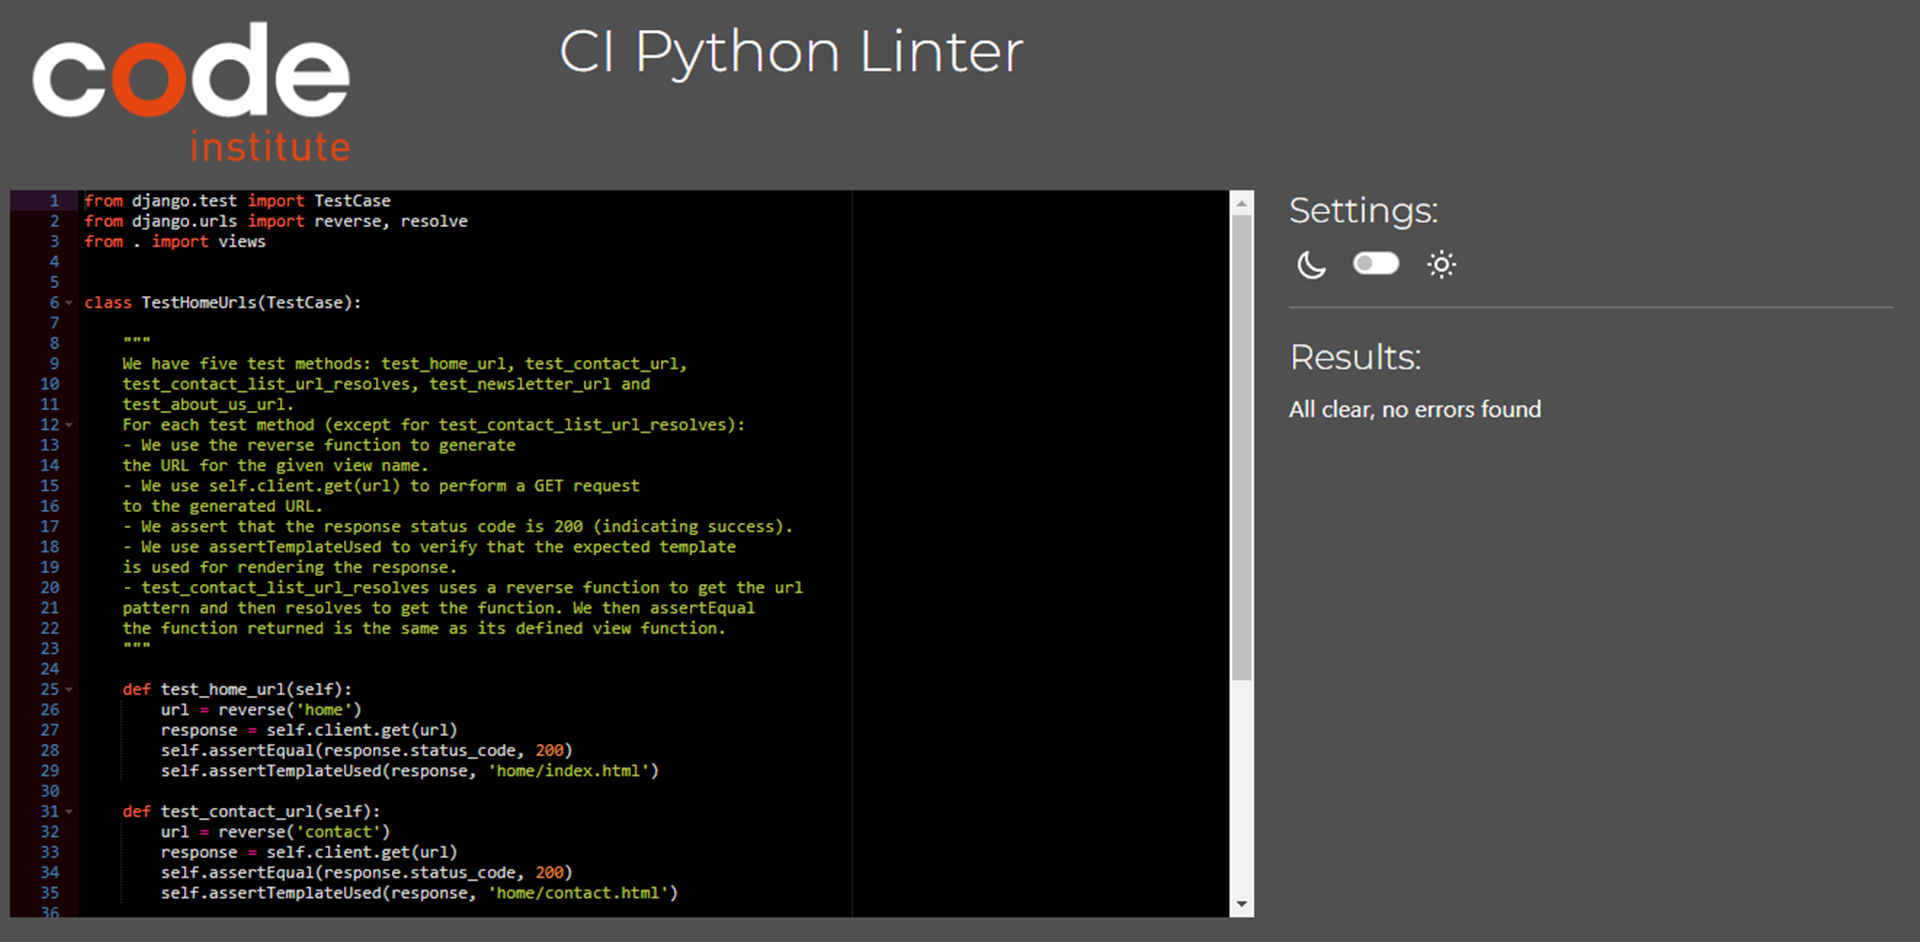 code
institute
CI Python Linter
1 from django.test import TestCase
2 from django.urls import reverse, resolve
3 from . import views
4
5
6 class TestHomeUrls(TestCase):
7
8     """
9     We have five test methods: test_home_url, test_contact_url,
10     test_contact_list_url_resolves, test_newsletter_url and
11     test_about_us_url.
12     For each test method (except for test_contact_list_url_resolves):
13     - We use the reverse function to generate
14     the URL for the given view name.
15     - We use self.client.get(url) to perform a GET request
16     to the generated URL.
17     - We assert that the response status code is 200 (indicating success).
18     - We use assertTemplateUsed to verify that the expected template
19     is used for rendering the response.
20     - test_contact_list_url_resolves uses a reverse function to get the url
21     pattern and then resolves to get the function. We then assertEqual
22     the function returned is the same as its defined view function.
23     """
24
25     def test_home_url(self):
26         url = reverse('home')
27         response = self.client.get(url)
28         self.assertEqual(response.status_code, 200)
29         self.assertTemplateUsed(response, 'home/index.html')
30
31     def test_contact_url(self):
32         url = reverse('contact')
33         response = self.client.get(url)
34         self.assertEqual(response.status_code, 200)
35         self.assertTemplateUsed(response, 'home/contact.html')
36
Settings:
Results:
All clear, no errors found